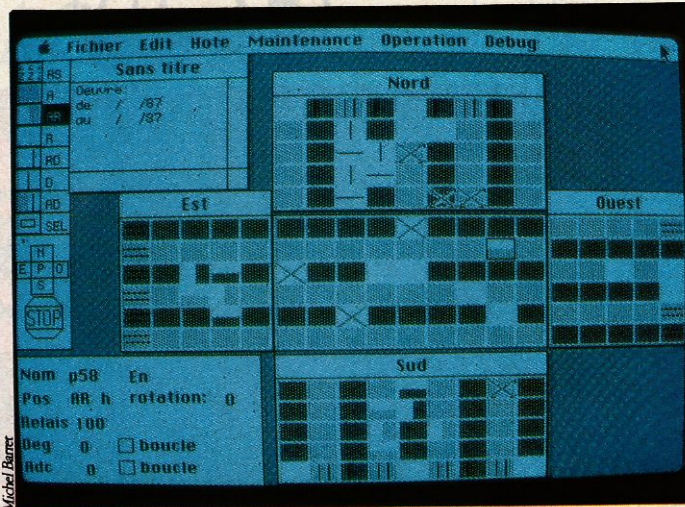 Fichier Edit Hote Maintenance Operation Debug
Sans titre
Oeuvre
de / /87
au / /87
RS
A
AR
R
RD
D
AD
SEL
N
E P O
S
STOP
Nord
Est
Ouest
Sud
Nom p58 En
Pos AR h rotation: 0
Relais 100
Deg 0 boucle
Adc 0 boucle
Michel Barret